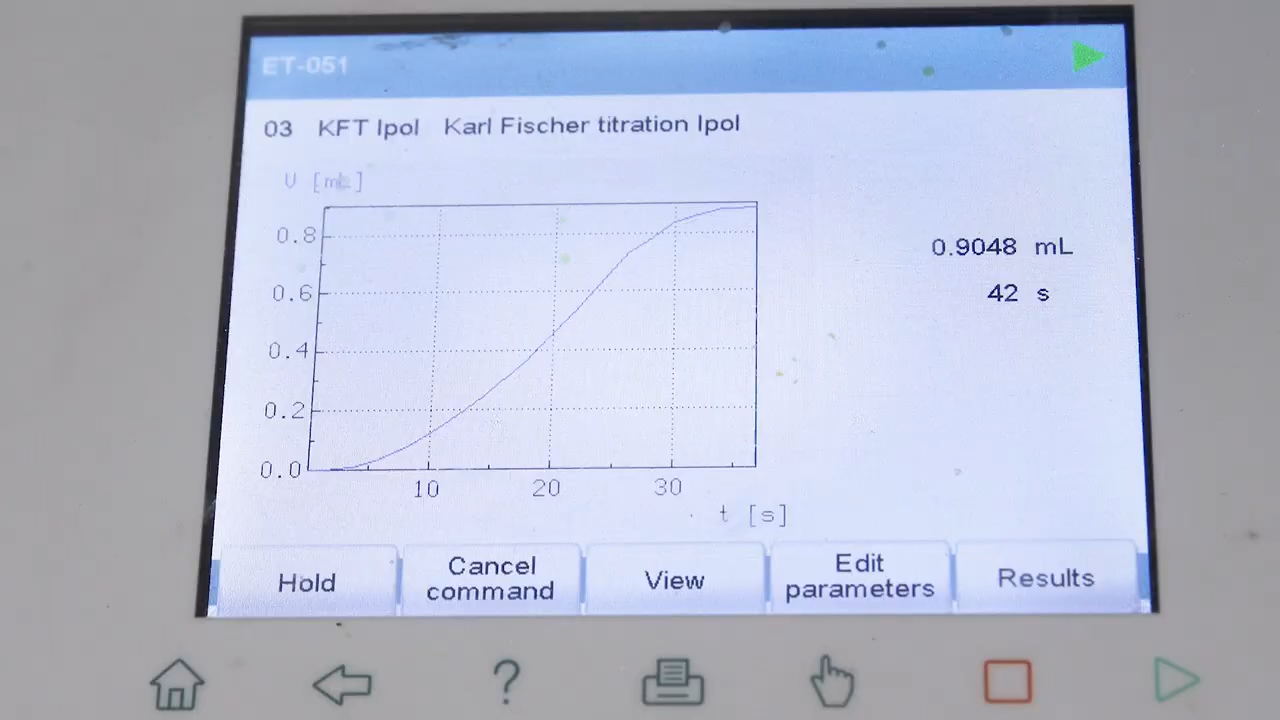 ET-051
03 KFT Ipol Karl Fischer titration Ipol
U [mL]
0.8
0.6
0.4
0.2
0.0
10 20 30
t [s]
0.9048 mL
42 s
Hold
Cancel command
View
Edit parameters
Results
?